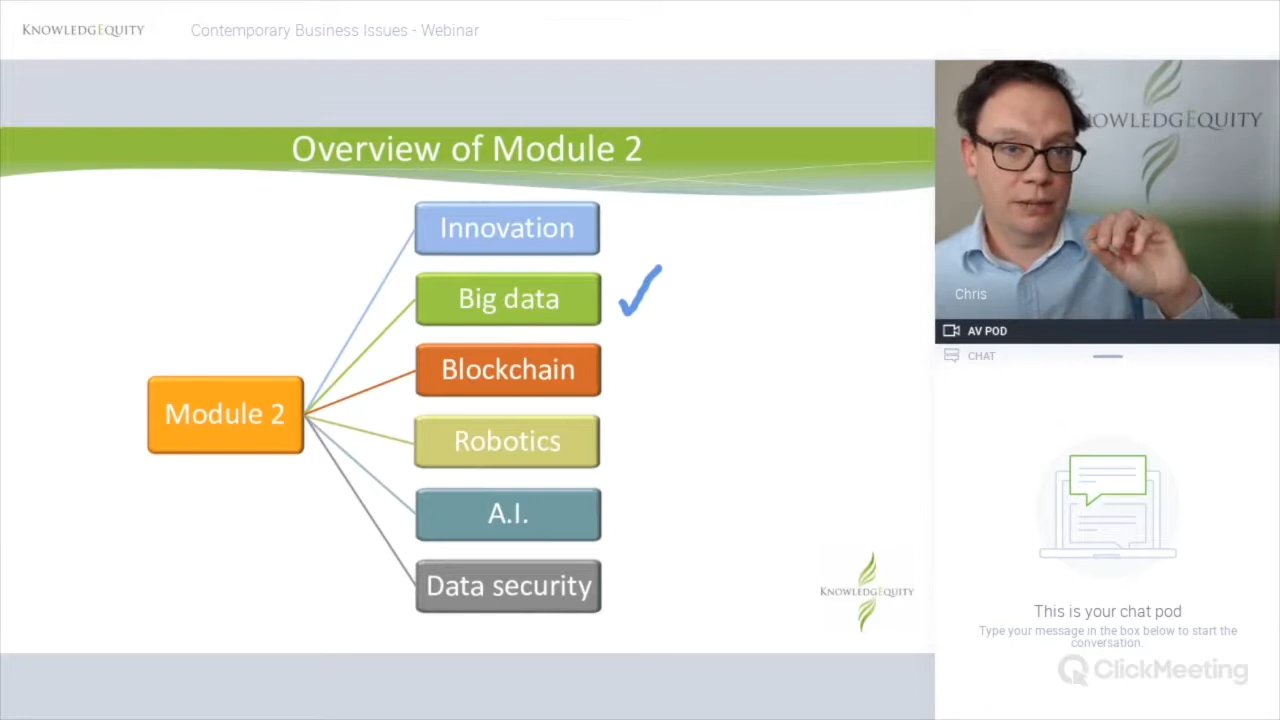 KNOWLEDGEQUITY
Contemporary Business Issues - Webinar
Overview of Module 2
Module 2
Innovation
Big data
Blockchain
Robotics
A.I.
Data security
KNOWLEDGEQUITY
NOWLEDGEQUITY
Chris
AV POD
CHAT
This is your chat pod
Type your message in the box below to start the
conversation.
ClickMeeting